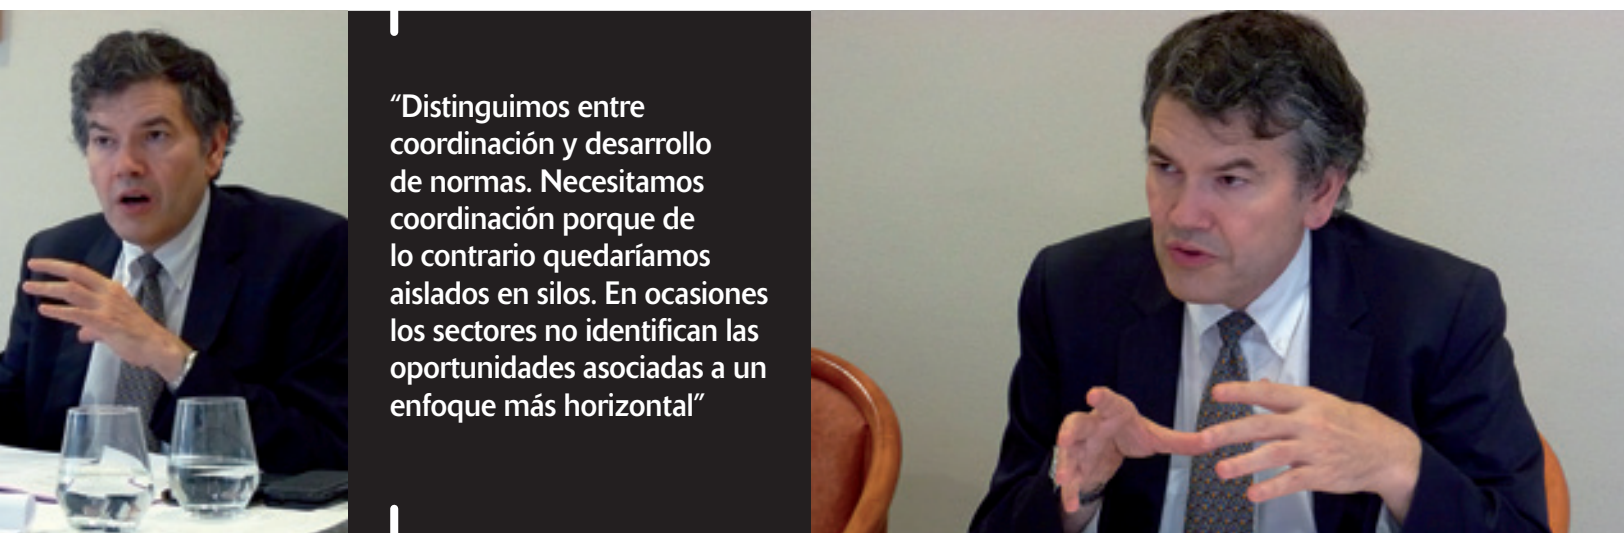 “Distinguimos entre
coordinación y desarrollo
de normas. Necesitamos
coordinación porque de
lo contrario quedaríamos
aislados en silos. En ocasiones
los sectores no identifican las
oportunidades asociadas a un
enfoque más horizontal”